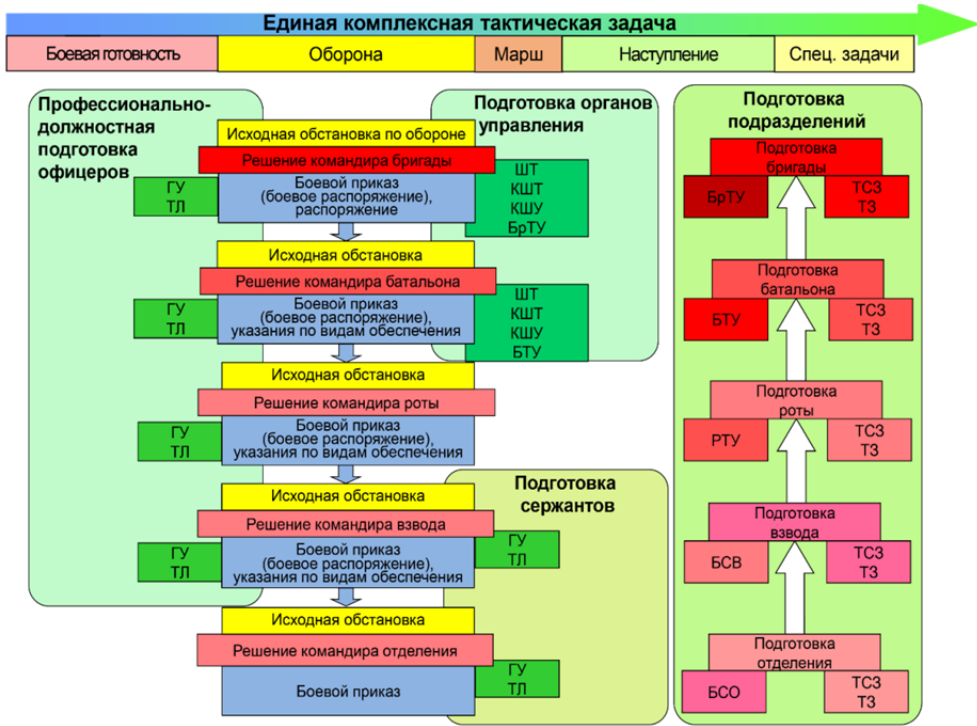 Единая комплексная тактическая задача
Боевая готовность
Оборона
Марш
Наступление
Спец. задачи
Профессионально-
должностная
подготовка
офицеров
Подготовка органов
управления
Исходная обстановка по обороне
Решение командира бригады
Боевой приказ
(боевое распоряжение),
распоряжение
ГУ
ТЛ
ШТ
КШТ
КШУ
БрТУ
Исходная обстановка
Решение командира батальона
Боевой приказ
(боевое распоряжение),
указания по видам обеспечения
ГУ
ТЛ
ШТ
КШТ
КШУ
БТУ
Исходная обстановка
Решение командира роты
Боевой приказ
(боевое распоряжение),
указания по видам обеспечения
ГУ
ТЛ
Подготовка
сержантов
Исходная обстановка
Решение командира взвода
Боевой приказ
(боевое распоряжение),
указания по видам обеспечения
ГУ
ТЛ
ГУ
ТЛ
Исходная обстановка
Решение командира отделения
Боевой приказ
ГУ
ТЛ
Подготовка
подразделений
Подготовка
бригады
БрТУ
ТСЗ
ТЗ
Подготовка
батальона
БТУ
ТСЗ
ТЗ
Подготовка
роты
РТУ
ТСЗ
ТЗ
Подготовка
взвода
БСВ
ТСЗ
ТЗ
Подготовка
отделения
БСО
ТСЗ
ТЗ